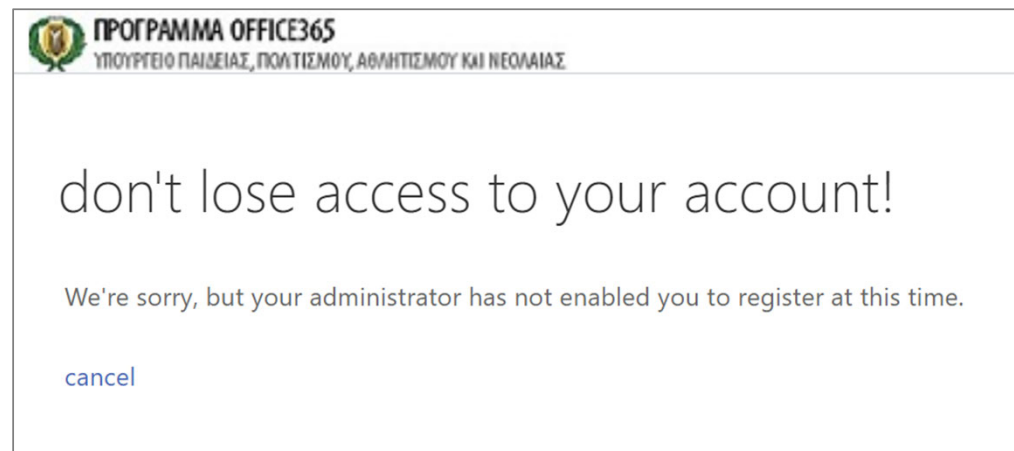 ΠΡΟΓΡΑΜΜΑ OFFICE365
ΥΠΟΥΡΓΕΙΟ ΠΑΙΔΕΙΑΣ, ΠΟΛΙΤΙΣΜΟΥ, ΑΘΛΗΤΙΣΜΟΥ ΚΑΙ ΝΕΟΛΑΙΑΣ
don't lose access to your account!
We're sorry, but your administrator has not enabled you to register at this time.
cancel